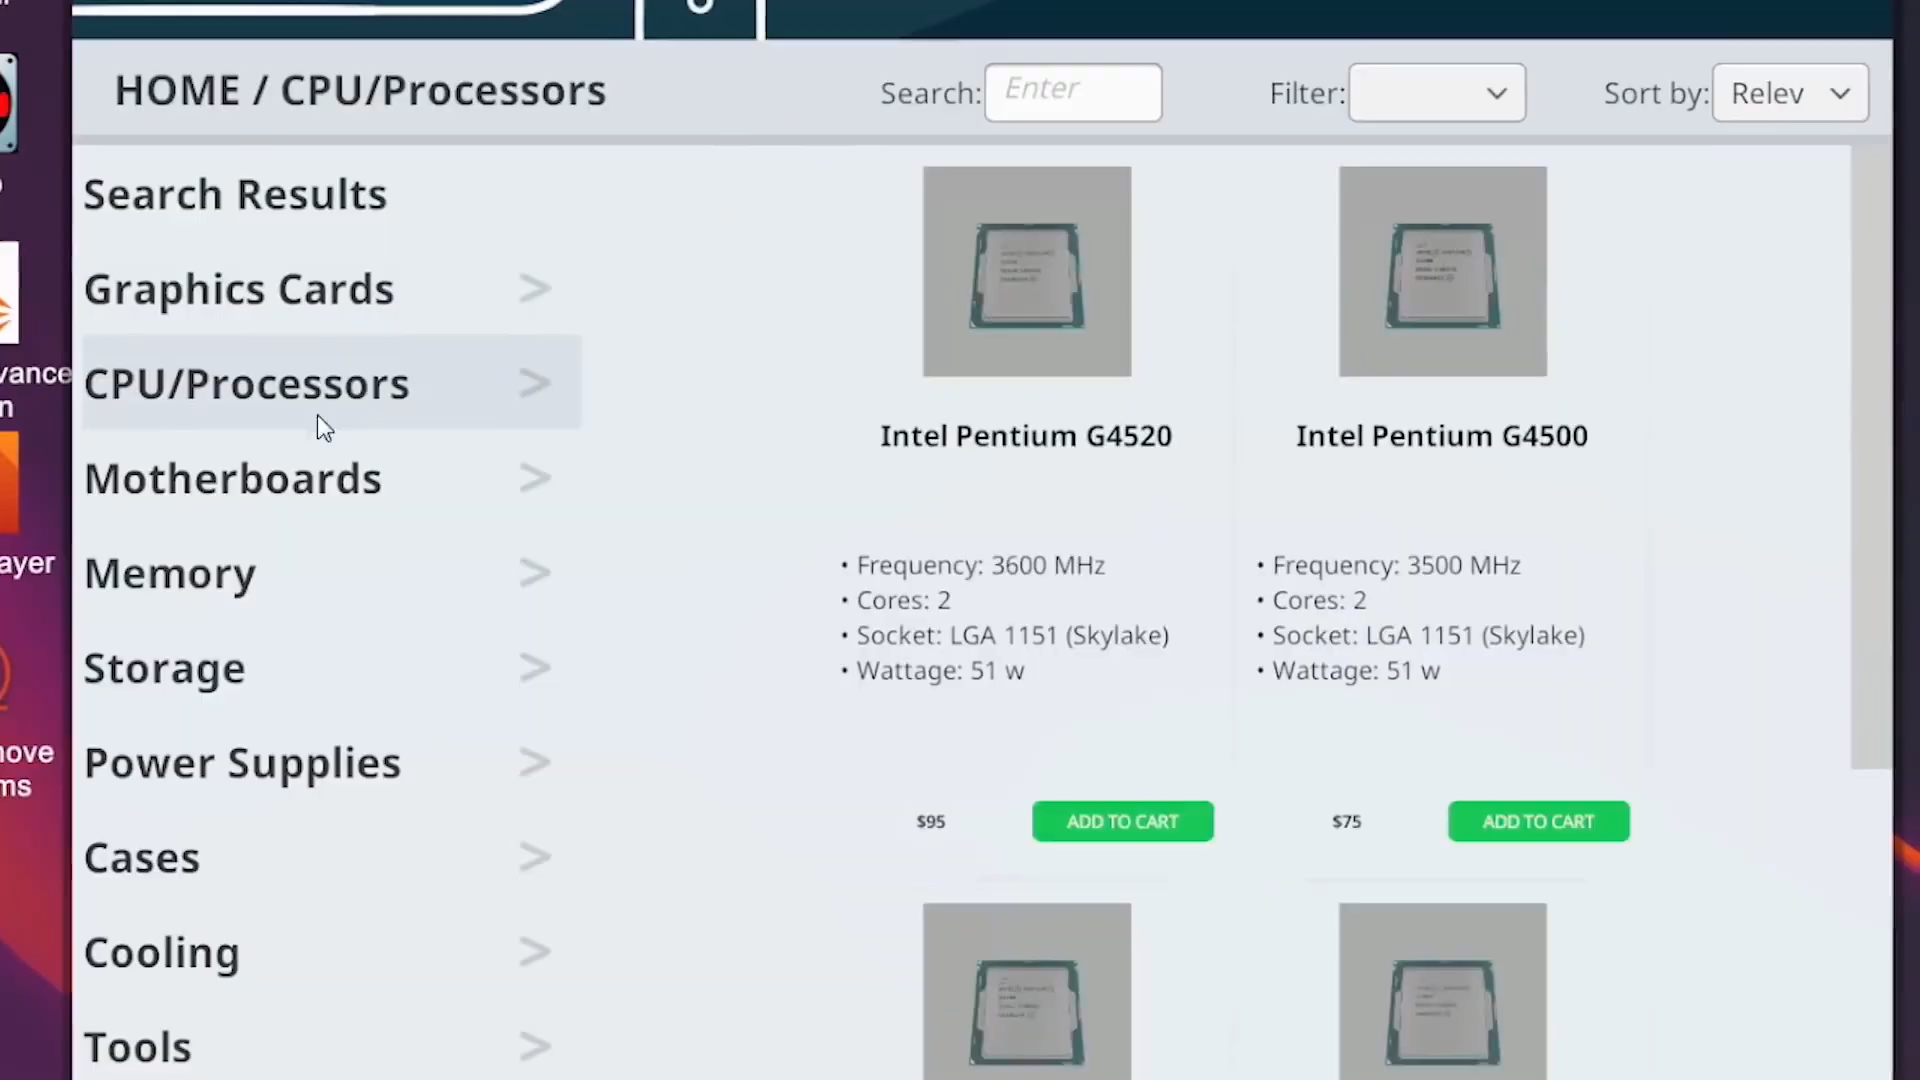 HOME / CPU/Processors
Search: Enter
Filter:
Sort by: Relev
Search Results
Graphics Cards >
CPU/Processors >
Motherboards >
Memory >
Storage >
Power Supplies >
Cases >
Cooling >
Tools >
Intel Pentium G4520
• Frequency: 3600 MHz
• Cores: 2
• Socket: LGA 1151 (Skylake)
• Wattage: 51 w
$95
ADD TO CART
Intel Pentium G4500
• Frequency: 3500 MHz
• Cores: 2
• Socket: LGA 1151 (Skylake)
• Wattage: 51 w
$75
ADD TO CART
vance
n
ayer
ove
ms